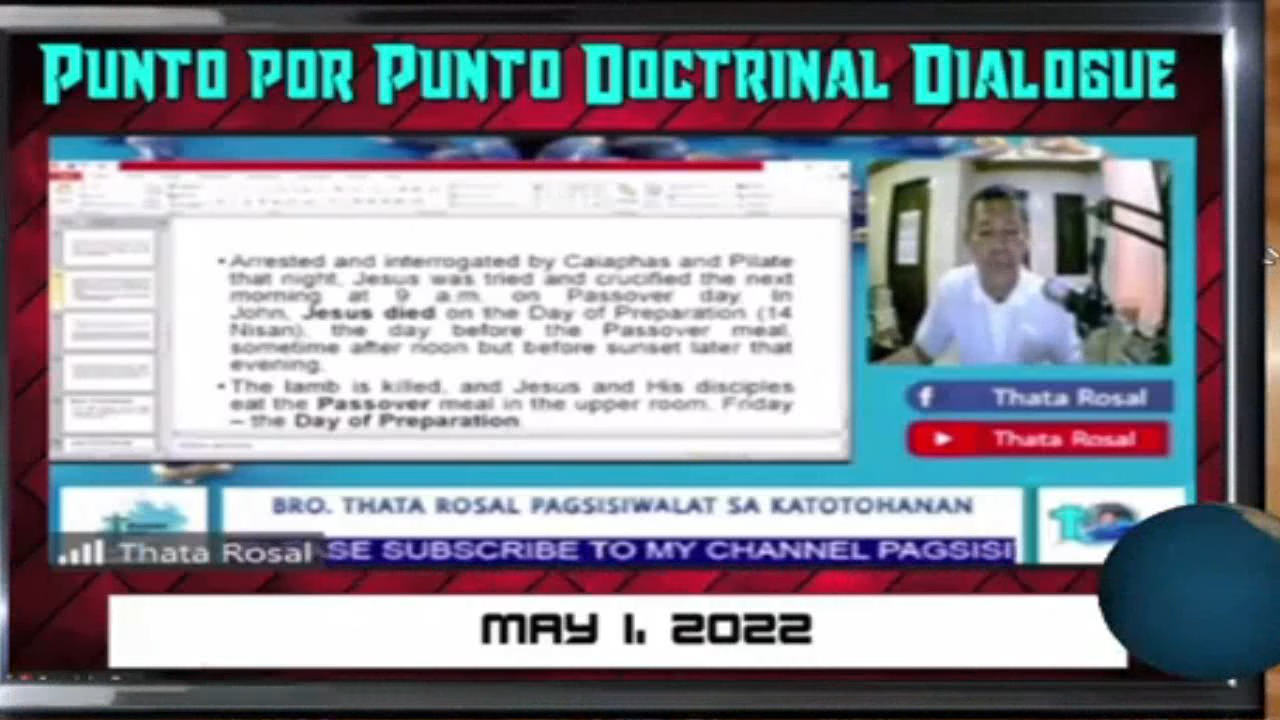 PUNTO POR PUNTO DOCTRINAL DIALOGUE
• Arrested and interrogated by Caiaphas and Pilate
that night, Jesus was tried and crucified the next
morning at 9 a.m. on Passover day. In
John, Jesus died on the Day of Preparation (14
Nisan), the day before the Passover meal,
sometime after noon but before sunset later that
evening.
• The lamb is killed, and Jesus and His disciples
eat the Passover meal in the upper room. Friday
– the Day of Preparation
Thata Rosal
Thata Rosal
BRO. THATA ROSAL PAGSISIWALAT SA KATOTOHANAN
Thata Rosal
SE SUBSCRIBE TO MY CHANNEL PAGSISI
MAY 1, 2022